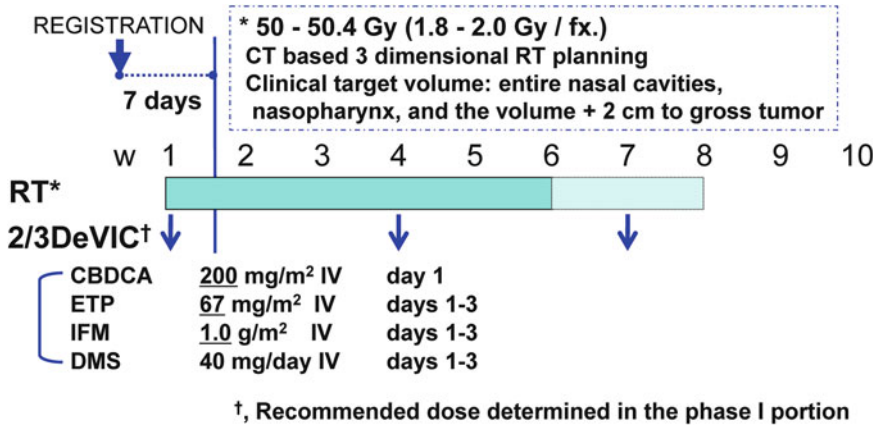 REGISTRATION
7 days
* 50 - 50.4 Gy (1.8 - 2.0 Gy / fx.)
CT based 3 dimensional RT planning
Clinical target volume: entire nasal cavities,
nasopharynx, and the volume + 2 cm to gross tumor
w 1 2 3 4 5 6 7 8 9 10
RT*
2/3DeVIC†
CBDCA 200 mg/m² IV day 1
ETP 67 mg/m² IV days 1-3
IFM 1.0 g/m² IV days 1-3
DMS 40 mg/day IV days 1-3
†, Recommended dose determined in the phase I portion